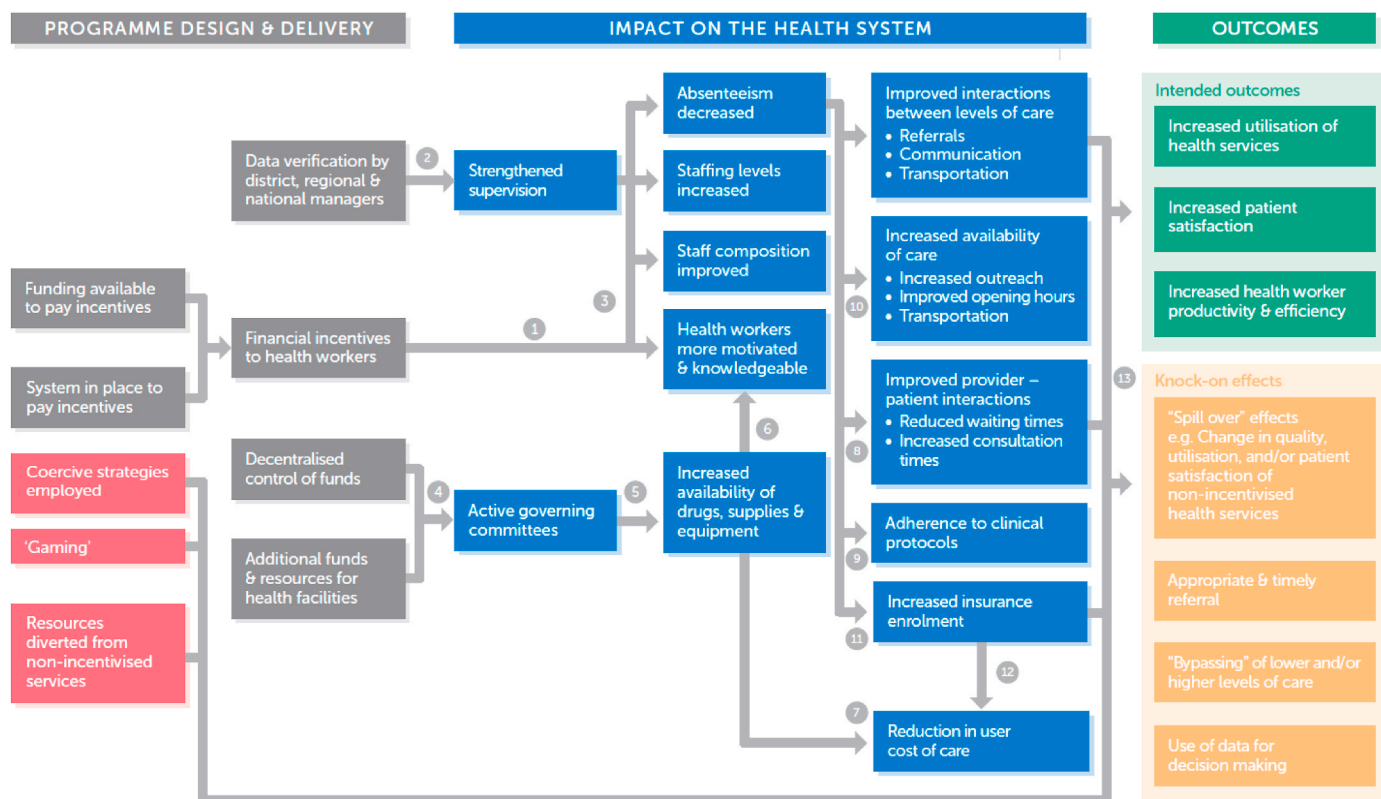 PROGRAMME DESIGN & DELIVERY
IMPACT ON THE HEALTH SYSTEM
OUTCOMES
Data verification by
district, regional &
national managers
Funding available
to pay incentives
System in place to
pay incentives
Financial incentives
to health workers
Coercive strategies
employed
'Gaming'
Resources
diverted from
non-incentivised
services
Decentralised
control of funds
Additional funds
& resources for
health facilities
2
Strengthened
supervision
1
3
4
Active governing
committees
5
Absenteeism
decreased
Staffing levels
increased
Staff composition
improved
Health workers
more motivated
& knowledgeable
6
Increased
availability of
drugs, supplies &
equipment
Improved interactions
between levels of care
• Referrals
• Communication
• Transportation
Increased availability
of care
• Increased outreach
• Improved opening hours
• Transportation
10
Improved provider –
patient interactions
• Reduced waiting times
• Increased consultation
times
8
Adherence to clinical
protocols
9
Increased insurance
enrolment
11
12
7
Reduction in user
cost of care
13
Intended outcomes
Increased utilisation of
health services
Increased patient
satisfaction
Increased health worker
productivity & efficiency
Knock-on effects
"Spill over" effects
e.g. Change in quality,
utilisation, and/or patient
satisfaction of
non-incentivised
health services
Appropriate & timely
referral
"Bypassing" of lower and/or
higher levels of care
Use of data for
decision making